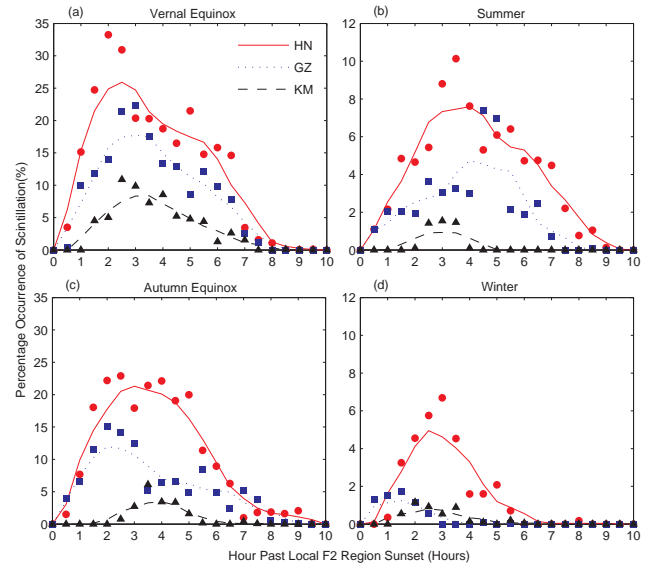 (a) Vernal Equinox
(b) Summer
35
30
25
20
15
10
5
0
HN
GZ
KM
0 1 2 3 4 5 6 7 8 9 10
12
10
8
6
4
2
0
0 1 2 3 4 5 6 7 8 9 10
Percentage Occurrence of Scintillation(%)
(c) Autumn Equinox
(d) Winter
35
30
25
20
15
10
5
0
0 1 2 3 4 5 6 7 8 9 10
12
10
8
6
4
2
0
0 1 2 3 4 5 6 7 8 9 10
Hour Past Local F2 Region Sunset (Hours)